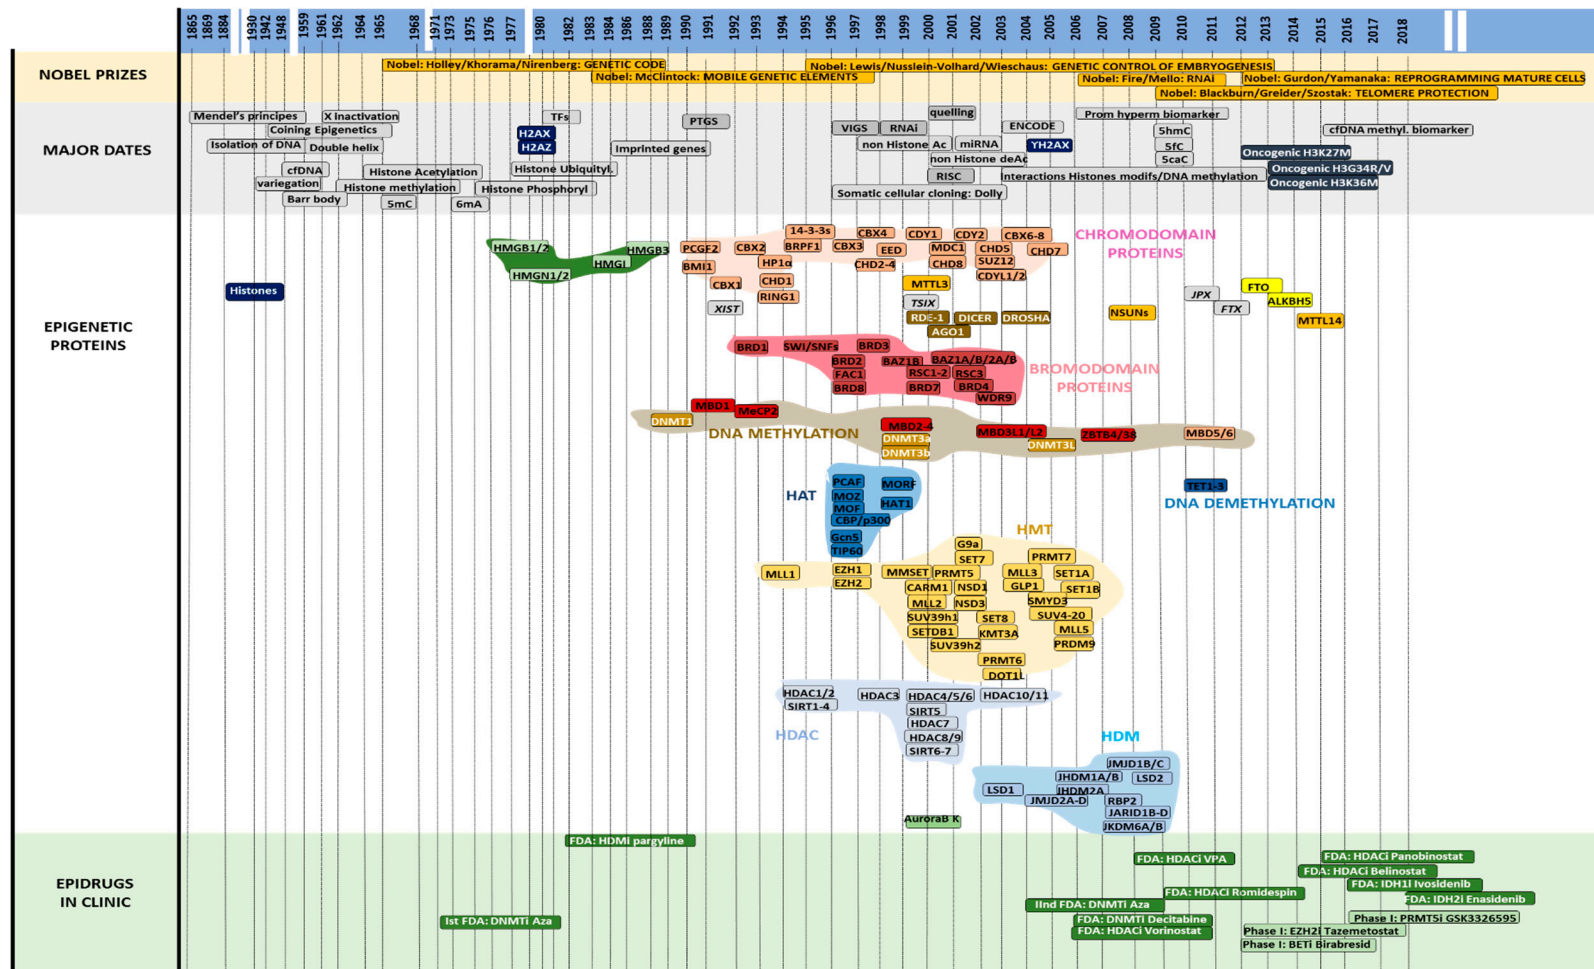 1865 1869 1884 1930 1942 1948 1959 1961 1962 1964 1965 1968 1971 1973 1975 1976 1977 1980 1982 1983 1984 1986 1988 1989 1990 1991 1992 1993 1994 1995 1996 1997 1998 1999 2000 2001 2002 2003 2004 2005 2006 2007 2008 2009 2010 2011 2012 2013 2014 2015 2016 2017 2018
NOBEL PRIZES
Nobel: Holley/Khorama/Nirenberg: GENETIC CODE
Nobel: McClintock: MOBILE GENETIC ELEMENTS
Nobel: Lewis/Nusslein-Volhard/Wieschaus: GENETIC CONTROL OF EMBRYOGENESIS
Nobel: Fire/Mello: RNAi
Nobel: Gurdon/Yamanaka: REPROGRAMMING MATURE CELLS
Nobel: Blackburn/Greider/Szostak: TELOMERE PROTECTION
MAJOR DATES
Mendel's principes
X inactivation
Coining Epigenetics
Isolation of DNA
Double helix
cfDNA
variegation
Barr body
Histone Acetylation
Histone methylation
5mC
6mA
TFs
H2AX
H2AZ
Histone Ubiquityl.
Histone Phosphoryl
PTGS
Imprinted genes
VIGS
RNAi
quelling
non Histone Ac
miRNA
non Histone deAc
RISC
Somatic cellular cloning: Dolly
ENCODE
YH2AX
Interactions Histones modifs/DNA methylation
Prom hyperm biomarker
5hmC
5fC
5caC
cfDNA methyl. biomarker
Oncogenic H3K27M
Oncogenic H3G34R/V
Oncogenic H3K36M
EPIGENETIC
PROTEINS
Histones
HMGB1/2
HMGB3
HMGI
HMGN1/2
PCGF2
BMI1
CBX1
XIST
CBX2
14-3-3s
BRPF1
HP1α
CHD1
RING1
CBX4
CBX3
EED
CHD2-4
CDY1
MDC1
CHD8
CDY2
CHD5
SUZ12
CDYL1/2
CBX6-8
CHD7
CHROMODOMAIN
PROTEINS
MTTL3
TSIX
RDE-1
DICER
DROSHA
AGO1
NSUNs
JPX
FTX
FTO
ALKBH5
MTTL14
BRD1
SWI/SNFs
BRD3
BRD2
FAC1
BRD8
BAZ1B
BAZ1A/B/2A/B
RSC1-2
RSC3
BRD7
BRD4
WDR9
BROMODOMAIN
PROTEINS
DNMT1
MBD1
MeCP2
DNA METHYLATION
MBD2-4
DNMT3a
DNMT3b
MBD3L1/L2
DNMT3L
ZBTB4/38
MBD5/6
HAT
PCAF
MOZ
MOF
CBP/p300
Gcn5
TIP60
MORF
HAT1
TET1-3
DNA DEMETHYLATION
HMT
MLL1
EZH1
EZH2
MMSET
G9a
SET7
PRMT5
CARM1
NSD1
MLL2
NSD3
SUV39h1
SETDB1
SUV39h2
SET8
KMT3A
PRMT6
DOT1L
PRMT7
MLL3
SET1A
GLP1
SET1B
SMYD3
SUV4-20
MLL5
PRDM9
HDAC1/2
SIRT1-4
HDAC3
HDAC4/5/6
HDAC10/11
SIRT5
HDAC7
HDAC8/9
SIRT6-7
HDAC
HDM
JMJD1B/C
JHDM1A/B
LSD2
LSD1
JHDM2A
JMJD2A-D
RBP2
JARID1B-D
JKDM6A/B
AuroraB K
EPIDRUGS
IN CLINIC
FDA: HDMi pargyline
Ist FDA: DNMTi Aza
FDA: HDACi VPA
FDA: HDACi Panobinostat
FDA: HDACi Belinostat
FDA: IDH1i Ivosidenib
FDA: HDACi Romidespin
FDA: IDH2i Enasidenib
IInd FDA: DNMTi Aza
FDA: DNMTi Decitabine
FDA: HDACi Vorinostat
Phase I: PRMT5i GSK3326595
Phase I: EZH2i Tazemetostat
Phase I: BETi Birabresid